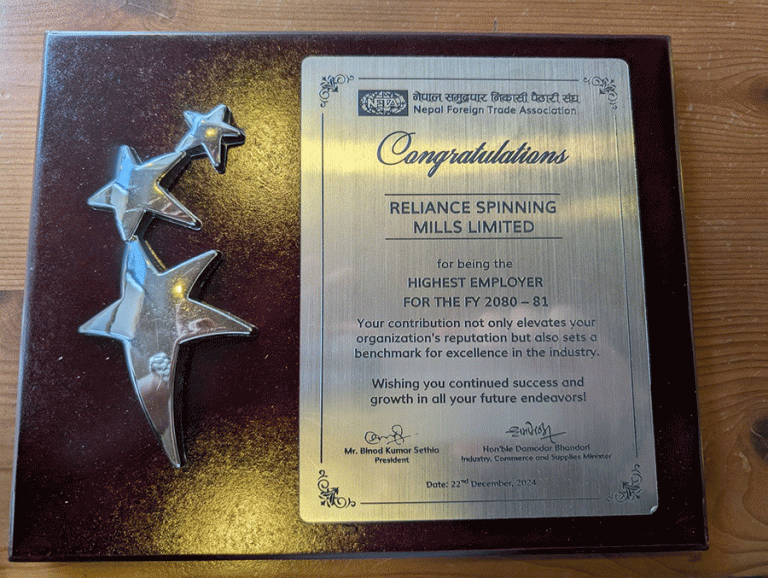 NFTA
नेपाल समुद्रपार निकासी पैठारी संघ
Nepal Foreign Trade Association
Congratulations
RELIANCE SPINNING
MILLS LIMITED
for being the
HIGHEST EMPLOYER
FOR THE FY 2080 – 81
Your contribution not only elevates your
organization's reputation but also sets a
benchmark for excellence in the industry.
Wishing you continued success and
growth in all your future endeavors!
Mr. Binod Kumar Sethia
President
Hon'ble Damodar Bhandari
Industry, Commerce and Supplies Minister
Date: 22nd December, 2024